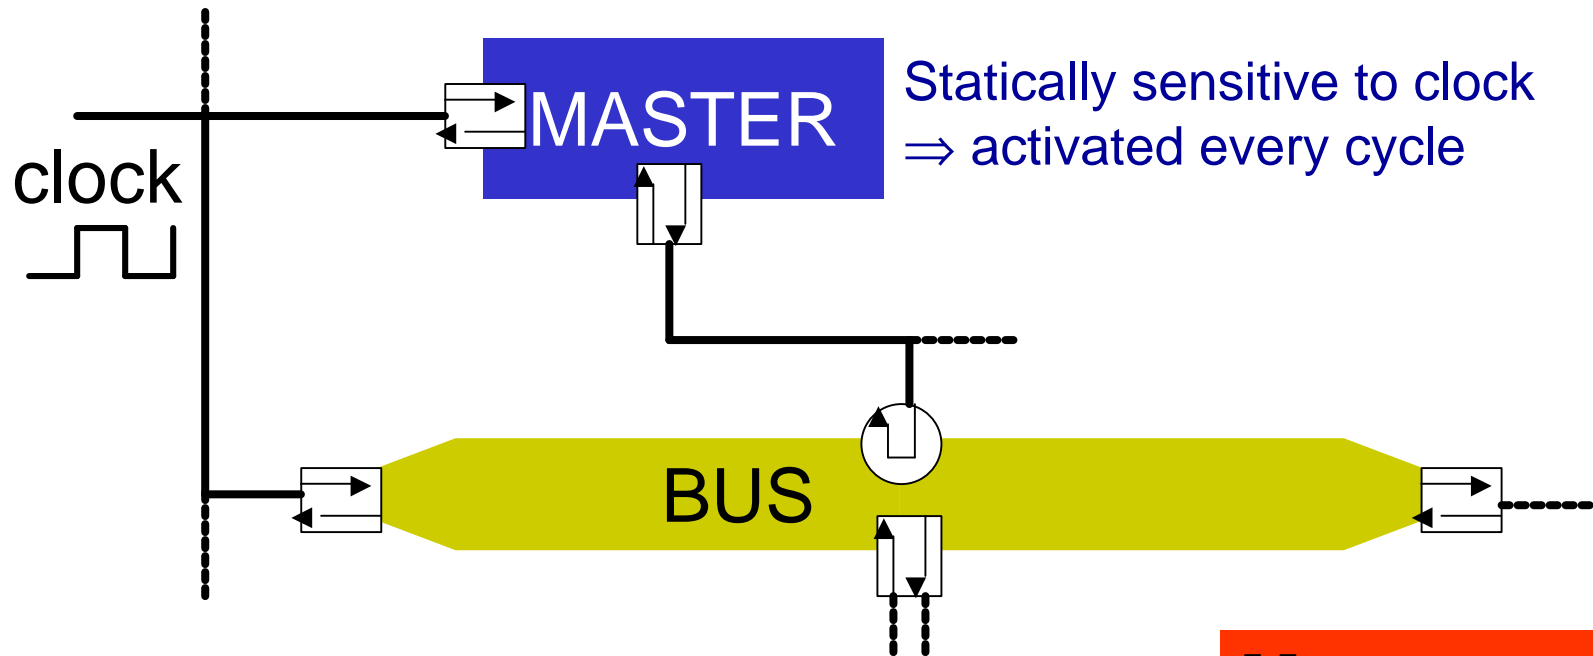 MASTER
Statically sensitive to clock
⇒ activated every cycle
clock
BUS